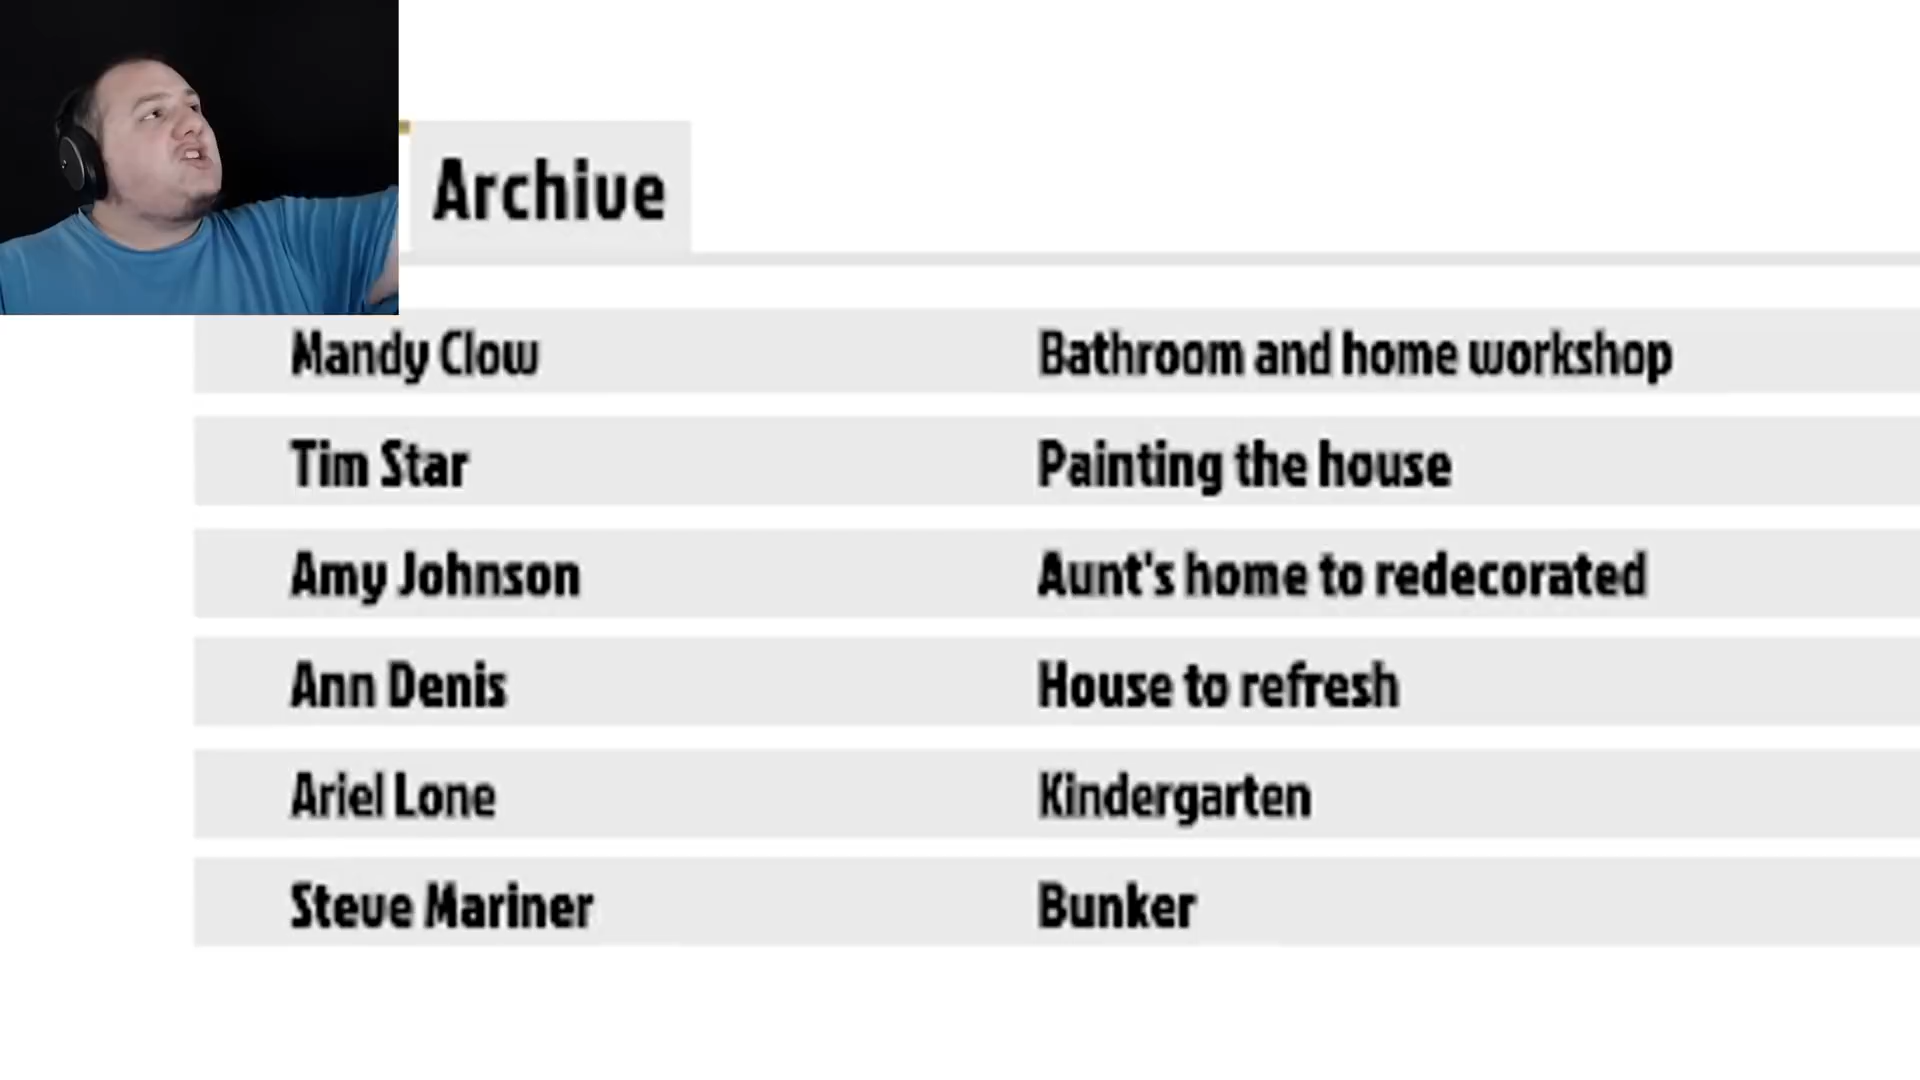 Archive
Mandy Clow Bathroom and home workshop
Tim Star Painting the house
Amy Johnson Aunt's home to redecorated
Ann Denis House to refresh
Ariel Lone Kindergarten
Steve Mariner Bunker